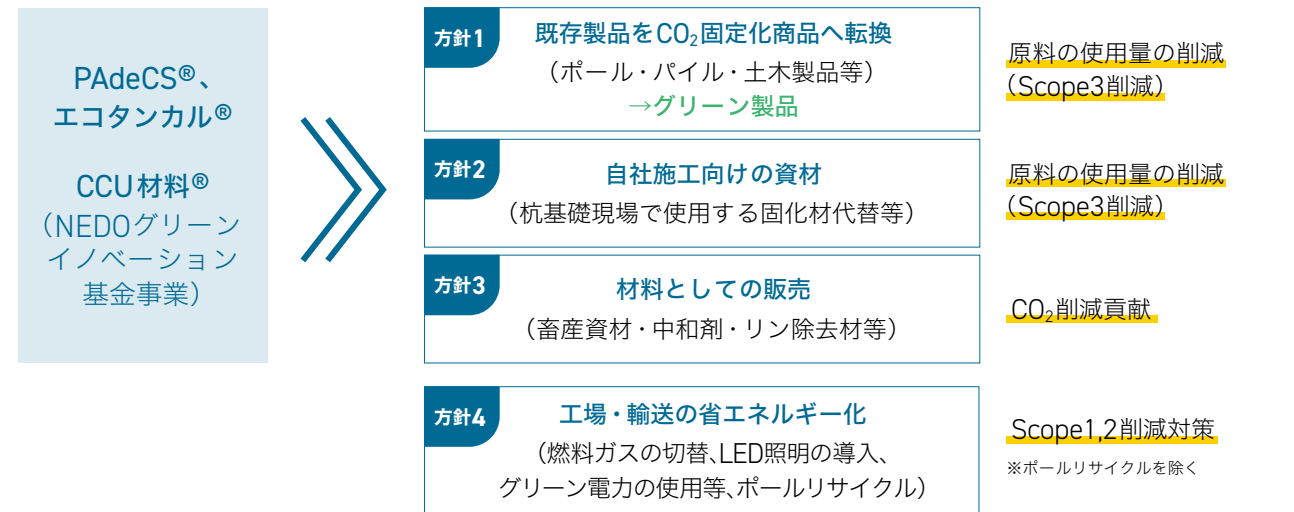 PAdeCS®、
エコタンカル®
CCU材料®
（NEDOグリーン
イノベーション
基金事業）
方針1
既存製品をCO₂固定化商品へ転換
（ポール・パイル・土木製品等）
→グリーン製品
原料の使用量の削減
（Scope3削減）
方針2
自社施工向けの資材
（杭基礎現場で使用する固化材代替等）
原料の使用量の削減
（Scope3削減）
方針3
材料としての販売
（畜産資材・中和剤・リン除去材等）
CO₂削減貢献
方針4
工場・輸送の省エネルギー化
（燃料ガスの切替、LED照明の導入、
グリーン電力の使用等、ポールリサイクル）
Scope1,2削減対策
※ポールリサイクルを除く